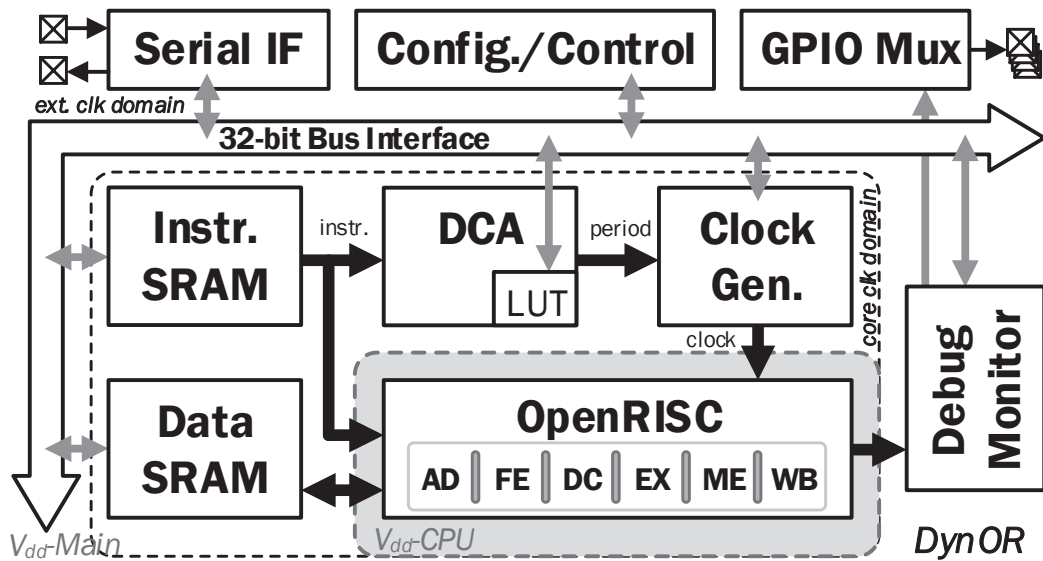 Serial IF
Config./Control
GPIO Mux
ext. clk domain
32-bit Bus Interface
Instr.
SRAM
instr.
DCA
LUT
period
Clock
Gen.
core clk domain
clock
Debug
Monitor
Data
SRAM
OpenRISC
AD FE DC EX ME WB
Vdd-Main
Vdd-CPU
DynOR